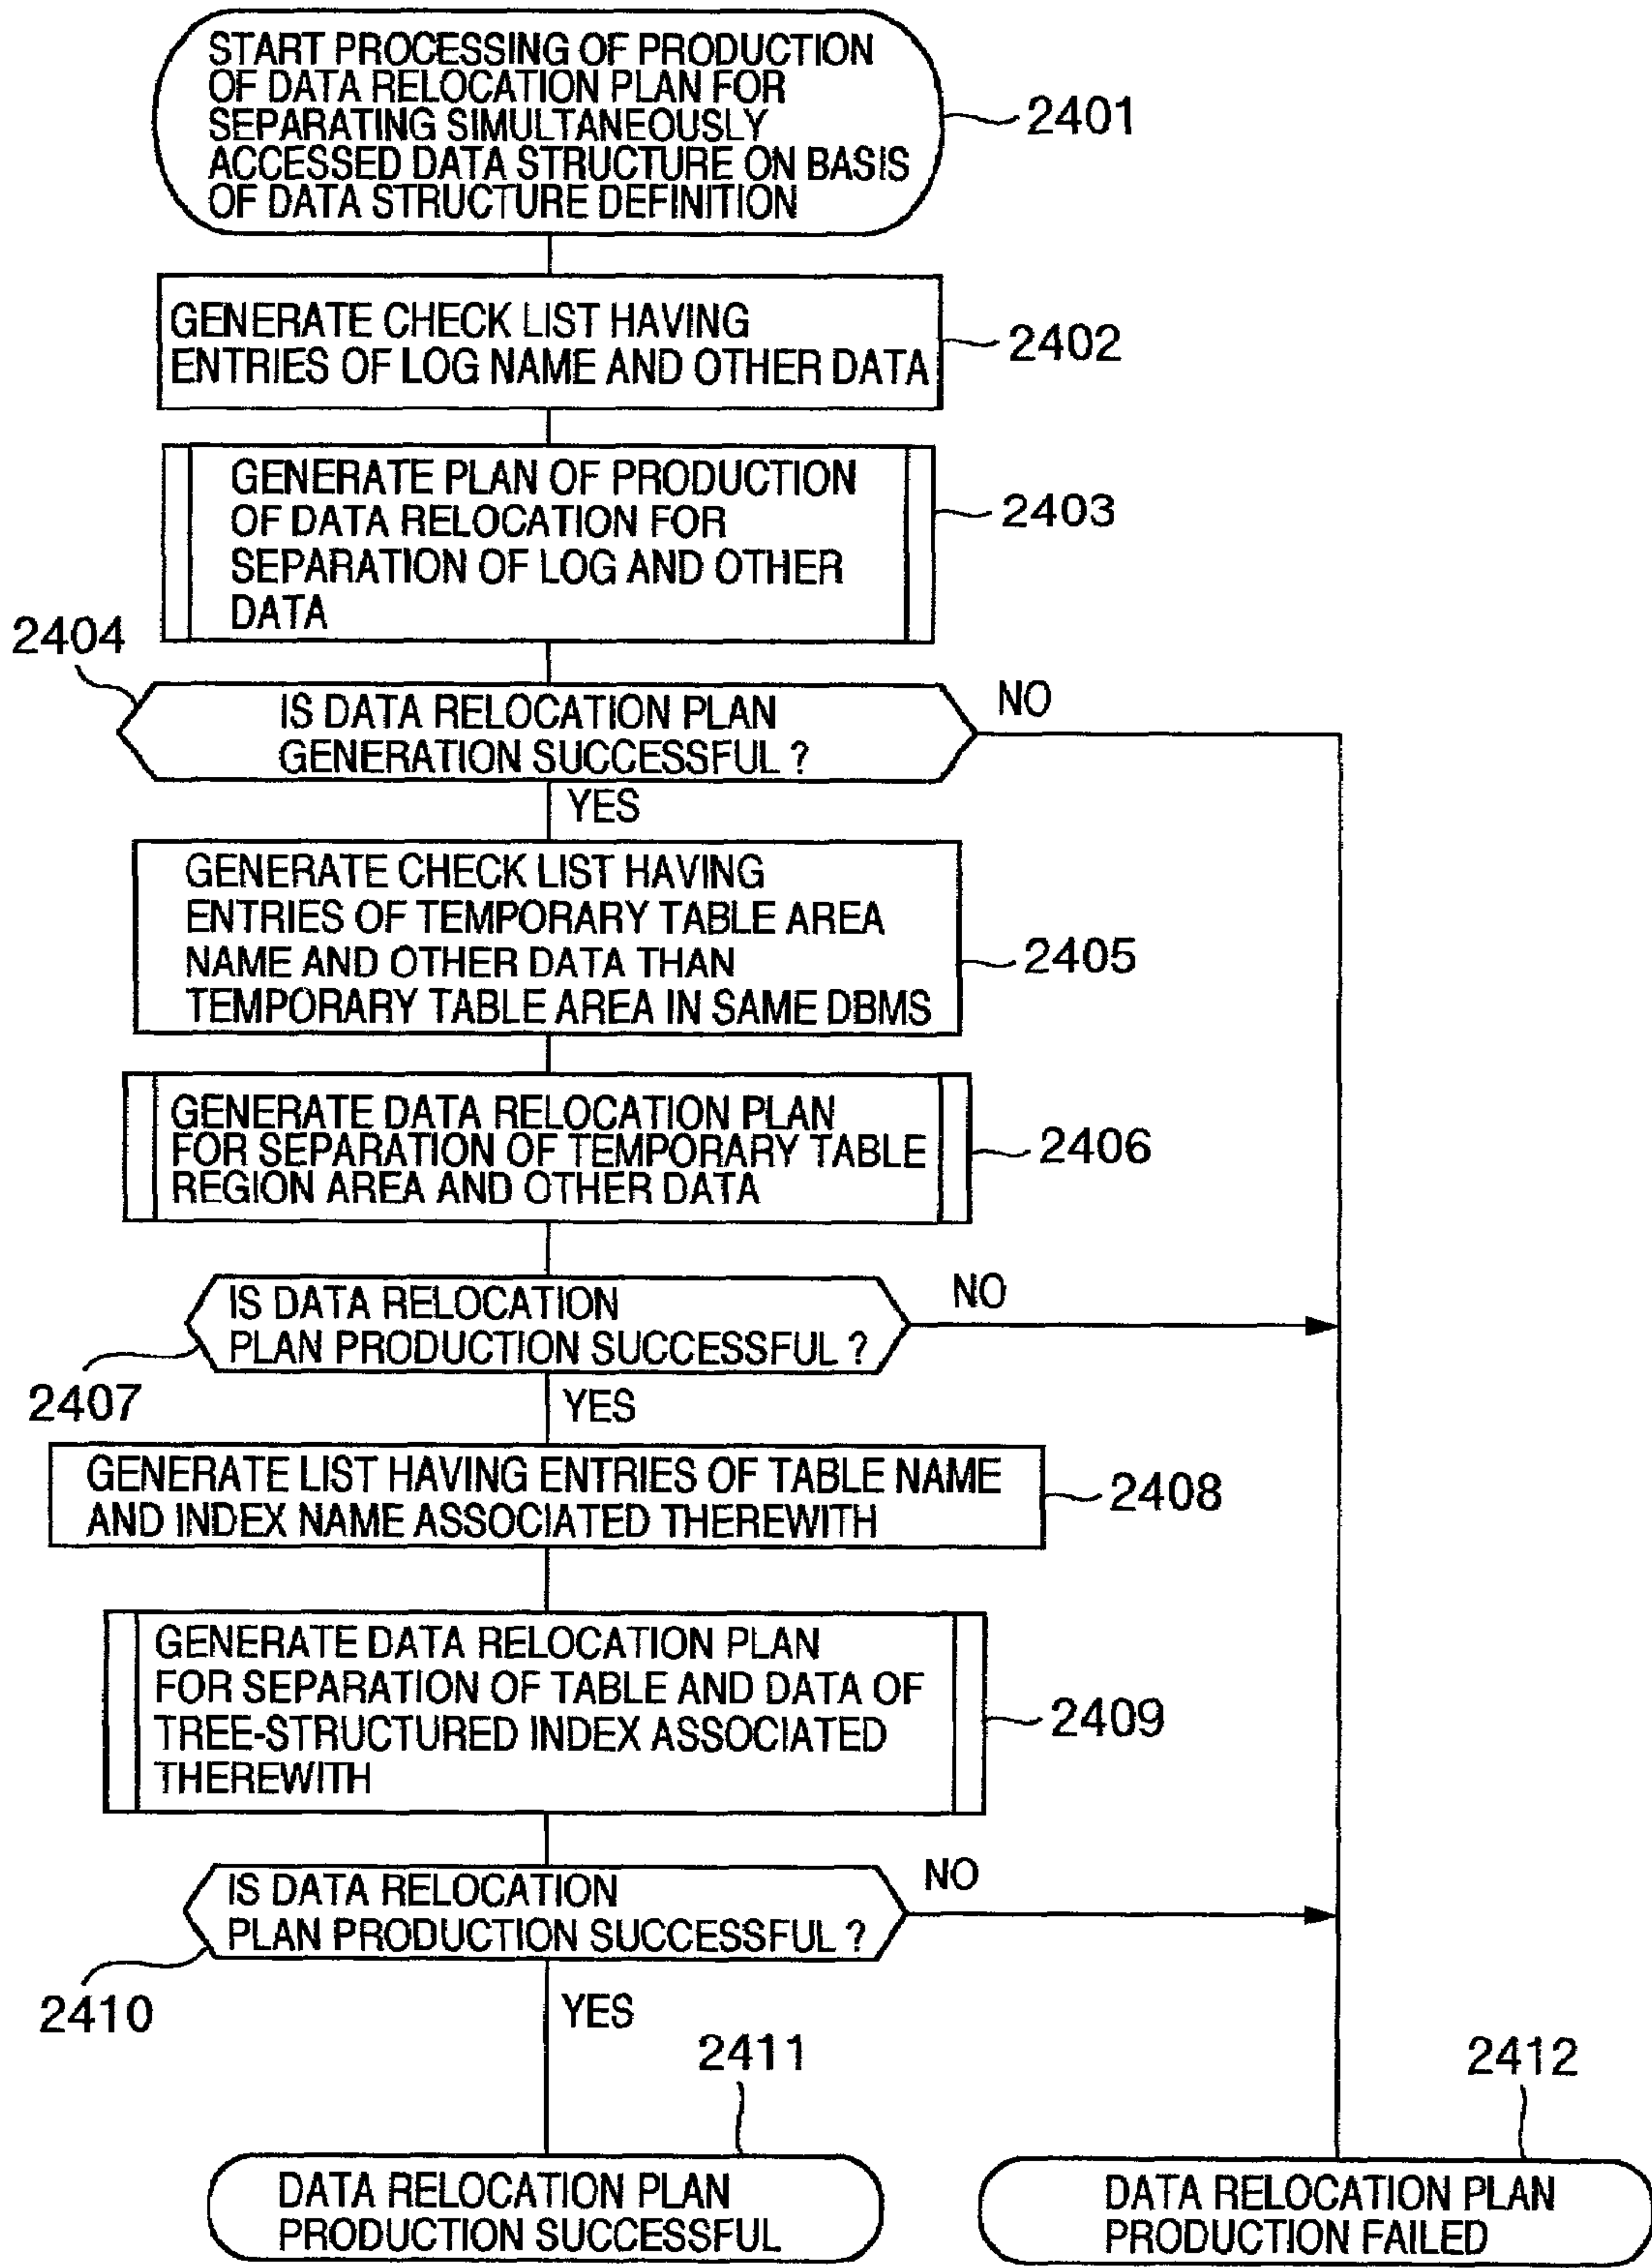 START PROCESSING OF PRODUCTION
OF DATA RELOCATION PLAN FOR
SEPARATING SIMULTANEOUSLY
ACCESSED DATA STRUCTURE ON BASIS
OF DATA STRUCTURE DEFINITION
2401
GENERATE CHECK LIST HAVING
ENTRIES OF LOG NAME AND OTHER DATA
2402
GENERATE PLAN OF PRODUCTION
OF DATA RELOCATION FOR
SEPARATION OF LOG AND OTHER
DATA
2403
2404
IS DATA RELOCATION PLAN
GENERATION SUCCESSFUL ?
NO
YES
GENERATE CHECK LIST HAVING
ENTRIES OF TEMPORARY TABLE AREA
NAME AND OTHER DATA THAN
TEMPORARY TABLE AREA IN SAME DBMS
2405
GENERATE DATA RELOCATION PLAN
FOR SEPARATION OF TEMPORARY TABLE
REGION AREA AND OTHER DATA
2406
IS DATA RELOCATION
PLAN PRODUCTION SUCCESSFUL ?
NO
2407
YES
GENERATE LIST HAVING ENTRIES OF TABLE NAME
AND INDEX NAME ASSOCIATED THEREWITH
2408
GENERATE DATA RELOCATION PLAN
FOR SEPARATION OF TABLE AND DATA OF
TREE-STRUCTURED INDEX ASSOCIATED
THEREWITH
2409
IS DATA RELOCATION
PLAN PRODUCTION SUCCESSFUL ?
NO
2410
YES
2411
2412
DATA RELOCATION PLAN
PRODUCTION SUCCESSFUL
DATA RELOCATION PLAN
PRODUCTION FAILED